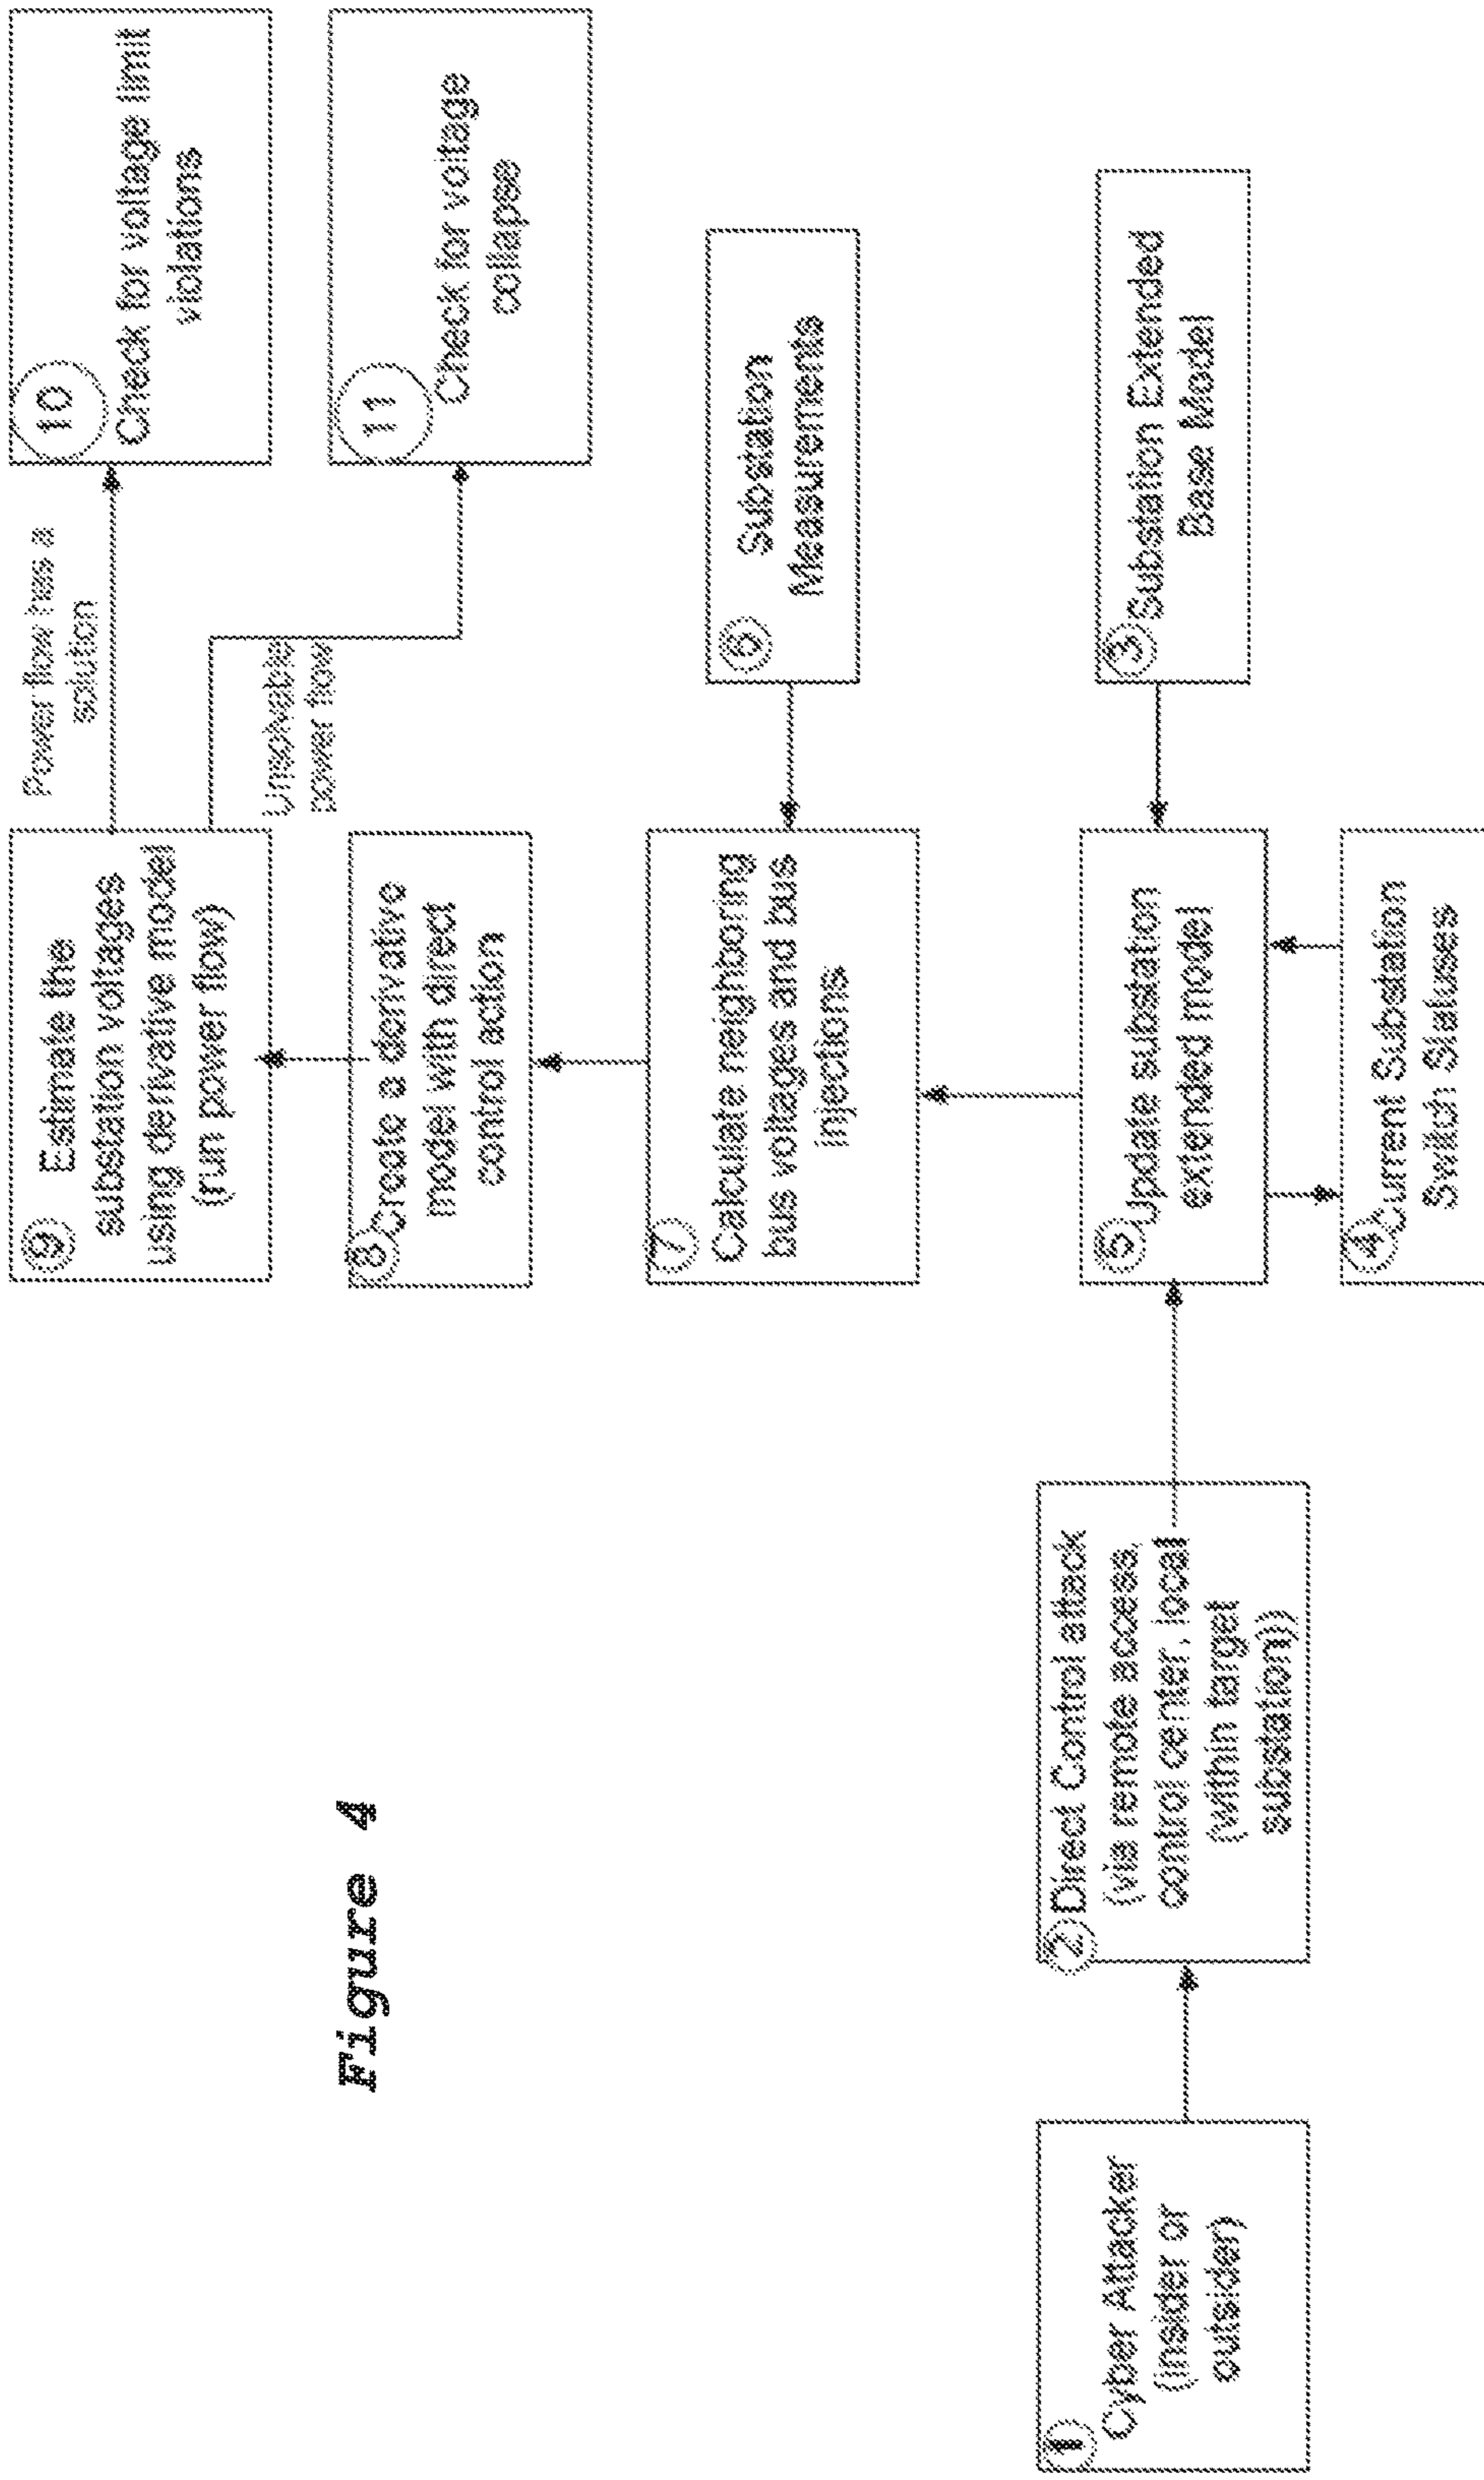 Figure 4
1
Cyber Attacker
(insider or
outsider)
2
Direct Control attack
(via remote access,
control center, local
(within target
substation))
3
Substation Extended
Base Model
4
Current Substation
Switch Statuses
5
Update substation
extended model
6
Substation
Measurements
7
Calculate neighboring
bus voltages and bus
injections
8
Create a derivative
model with direct
control action
9
Estimate the
substation voltages
using derivative model
(run power flow)
Power flow has a
solution
Unsolvable
power flow
10
Check for voltage limit
violations
11
Check for voltage
collapse